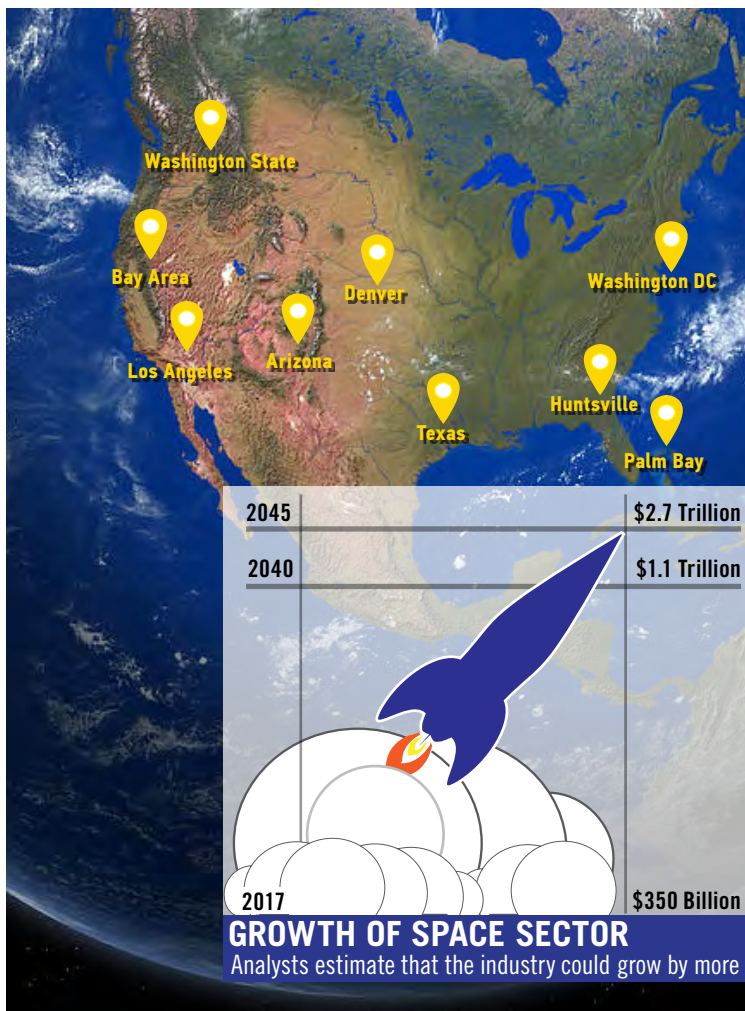 Washington State
Bay Area
Denver
Washington DC
Los Angeles
Arizona
Texas
Huntsville
Palm Bay
2045 $2.7 Trillion
2040 $1.1 Trillion
2017 $350 Billion
GROWTH OF SPACE SECTOR
Analysts estimate that the industry could grow by more